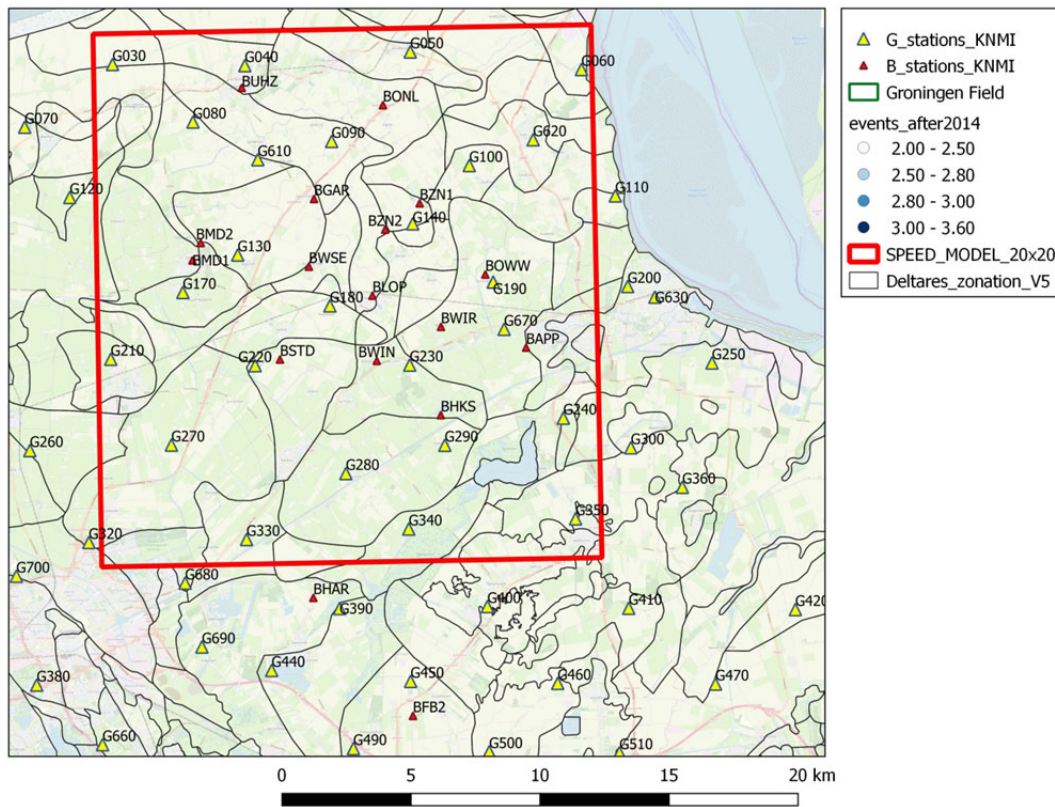 G050
G030
G040
G060
BUHZ
BONL
G070
G080
G090
G620
G610
G100
G120
BGAR
BZN1
G110
BZN2
G140
BMD2
G130
BMD1
BWSE
BOWW
G170
G190
G200
BLOP
G180
G630
BWIR
G670
BAPP
G210
G220
BSTD
BWIN
G230
G250
BHKS
G240
G260
G270
G290
G300
G280
G360
G320
G330
G340
G350
G700
G680
BHAR
G390
G400
G410
G420
G690
G440
G380
G450
G460
G470
BFB2
G660
G490
G500
G510
0 5 10 15 20 km
G_stations_KNMI
B_stations_KNMI
Groningen Field
events_after2014
2.00 - 2.50
2.50 - 2.80
2.80 - 3.00
3.00 - 3.60
SPEED_MODEL_20x20
Deltares_zonation_V5